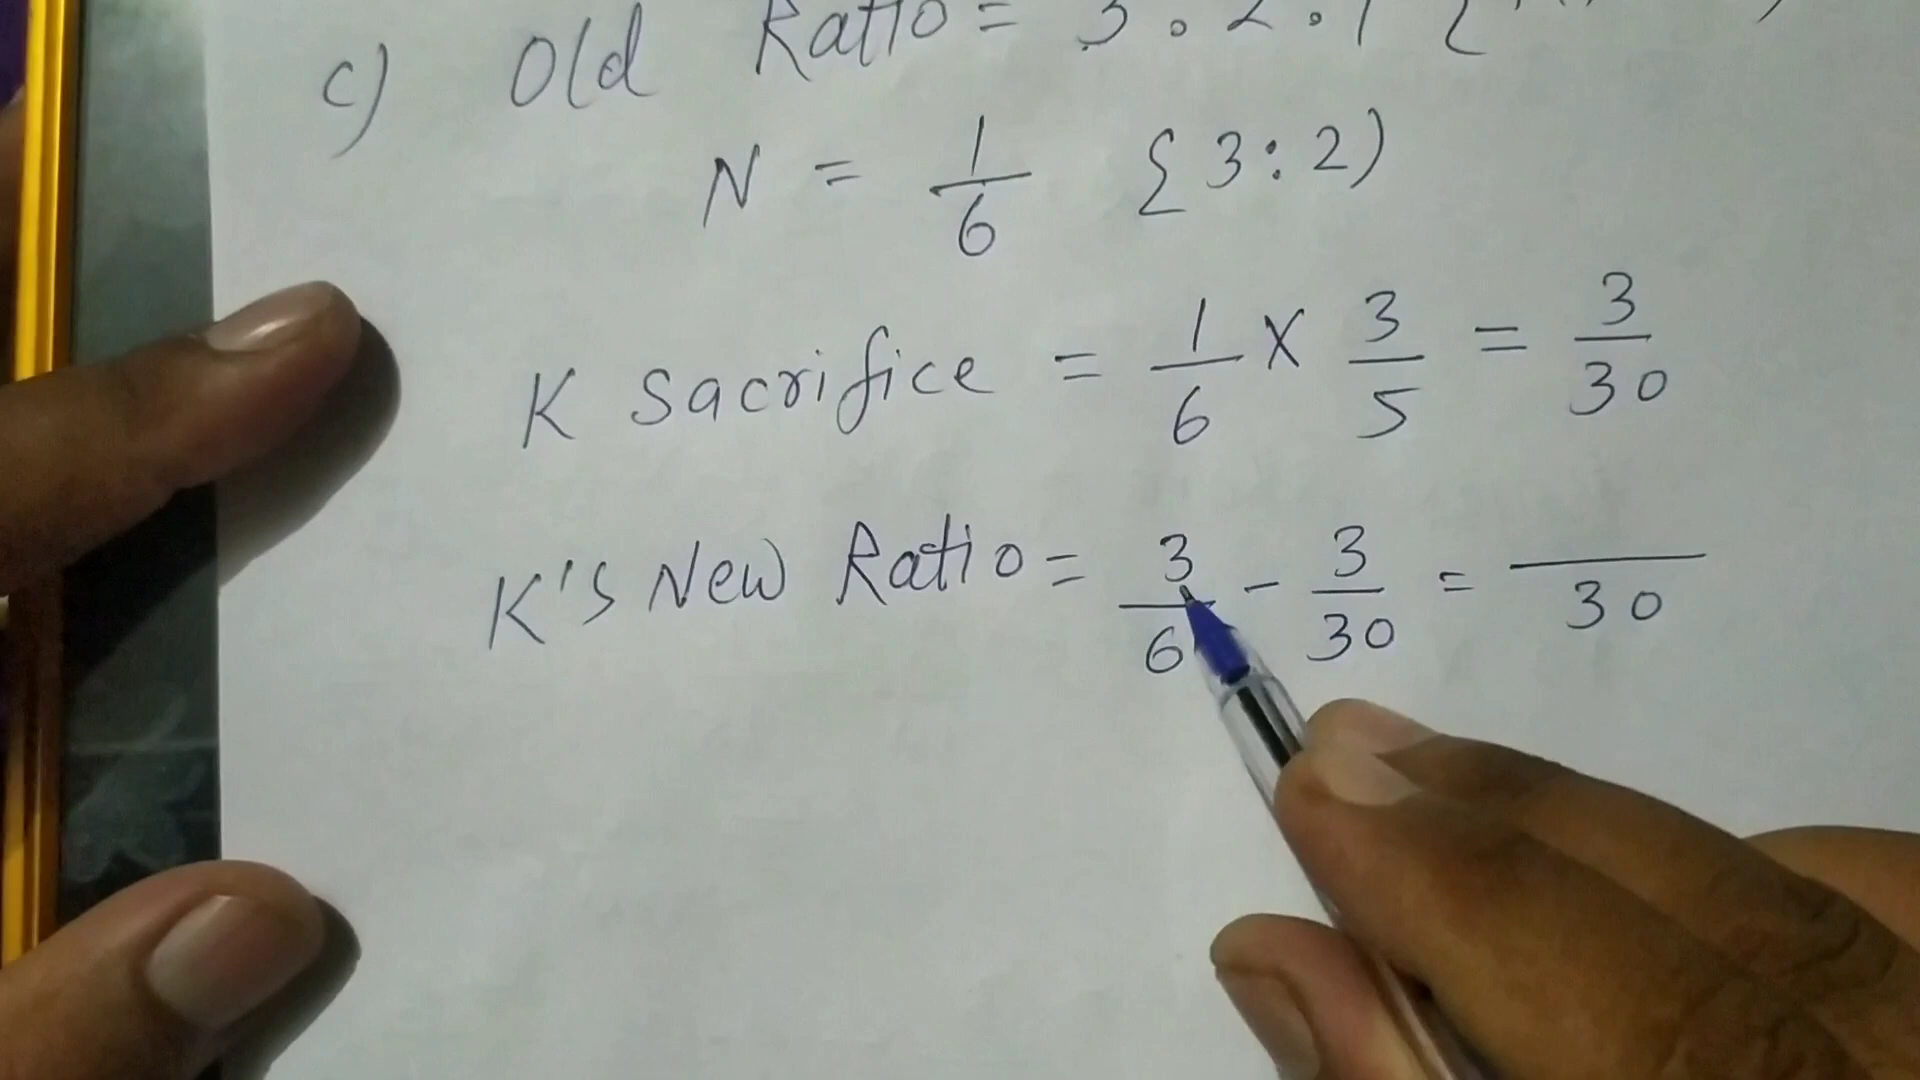 c) Old Ratio = 3 : 2 : 1 {
N = 1/6 {3:2)
K Sacrifice = 1/6 X 3/5 = 3/30
K's New Ratio = 3/6 - 3/30 = /30